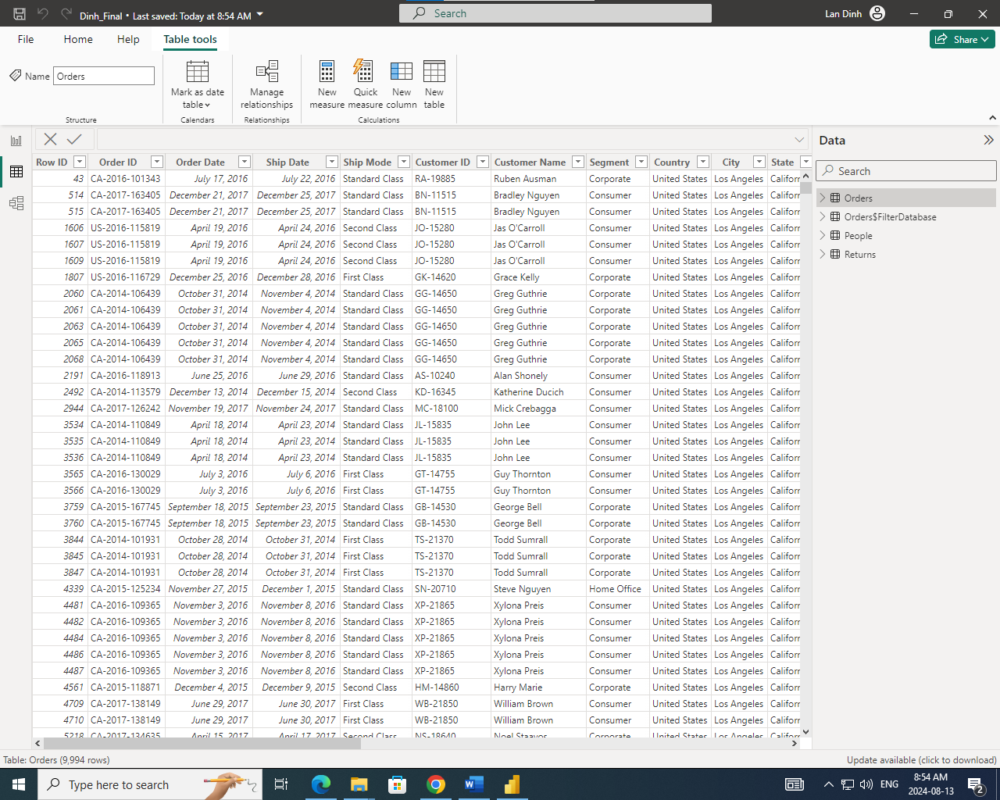 Dinh_Final • Last saved: Today at 8:54 AM
Search
Lan Dinh
File Home Help Table tools
Share
Name Orders
Mark as date table
Manage relationships
New measure
Quick measure
New column
New table
Structure Calendars Relationships Calculations
Data
Search
Orders
Orders$FilterDatabase
People
Returns
Row ID Order ID Order Date Ship Date Ship Mode Customer ID Customer Name Segment Country City State
43 CA-2016-101343 July 17, 2016 July 22, 2016 Standard Class RA-19885 Ruben Ausman Corporate United States Los Angeles Califor
514 CA-2017-163405 December 21, 2017 December 25, 2017 Standard Class BN-11515 Bradley Nguyen Consumer United States Los Angeles Califor
515 CA-2017-163405 December 21, 2017 December 25, 2017 Standard Class BN-11515 Bradley Nguyen Consumer United States Los Angeles Califor
1606 US-2016-115819 April 19, 2016 April 24, 2016 Second Class JO-15280 Jas O'Carroll Consumer United States Los Angeles Califor
1607 US-2016-115819 April 19, 2016 April 24, 2016 Second Class JO-15280 Jas O'Carroll Consumer United States Los Angeles Califor
1609 US-2016-115819 April 19, 2016 April 24, 2016 Second Class JO-15280 Jas O'Carroll Consumer United States Los Angeles Califor
1807 US-2016-116729 December 25, 2016 December 28, 2016 First Class GK-14620 Grace Kelly Corporate United States Los Angeles Califor
2060 CA-2014-106439 October 31, 2014 November 4, 2014 Standard Class GG-14650 Greg Guthrie Corporate United States Los Angeles Califor
2061 CA-2014-106439 October 31, 2014 November 4, 2014 Standard Class GG-14650 Greg Guthrie Corporate United States Los Angeles Califor
2063 CA-2014-106439 October 31, 2014 November 4, 2014 Standard Class GG-14650 Greg Guthrie Corporate United States Los Angeles Califor
2065 CA-2014-106439 October 31, 2014 November 4, 2014 Standard Class GG-14650 Greg Guthrie Corporate United States Los Angeles Califor
2068 CA-2014-106439 October 31, 2014 November 4, 2014 Standard Class GG-14650 Greg Guthrie Corporate United States Los Angeles Califor
2191 CA-2016-118913 June 25, 2016 June 29, 2016 Standard Class AS-10240 Alan Shonely Consumer United States Los Angeles Califor
2492 CA-2014-113579 December 13, 2014 December 15, 2014 Second Class KD-16345 Katherine Ducich Consumer United States Los Angeles Califor
2944 CA-2017-126242 November 19, 2017 November 24, 2017 Standard Class MC-18100 Mick Crebagga Consumer United States Los Angeles Califor
3534 CA-2014-110849 April 18, 2014 April 23, 2014 Standard Class JL-15835 John Lee Consumer United States Los Angeles Califor
3535 CA-2014-110849 April 18, 2014 April 23, 2014 Standard Class JL-15835 John Lee Consumer United States Los Angeles Califor
3536 CA-2014-110849 April 18, 2014 April 23, 2014 Standard Class JL-15835 John Lee Consumer United States Los Angeles Califor
3565 CA-2016-130029 July 3, 2016 July 6, 2016 First Class GT-14755 Guy Thornton Consumer United States Los Angeles Califor
3566 CA-2016-130029 July 3, 2016 July 6, 2016 First Class GT-14755 Guy Thornton Consumer United States Los Angeles Califor
3759 CA-2015-167745 September 18, 2015 September 23, 2015 Standard Class GB-14530 George Bell Corporate United States Los Angeles Califor
3760 CA-2015-167745 September 18, 2015 September 23, 2015 Standard Class GB-14530 George Bell Corporate United States Los Angeles Califor
3844 CA-2014-101931 October 28, 2014 October 31, 2014 First Class TS-21370 Todd Sumrall Corporate United States Los Angeles Califor
3845 CA-2014-101931 October 28, 2014 October 31, 2014 First Class TS-21370 Todd Sumrall Corporate United States Los Angeles Califor
3847 CA-2014-101931 October 28, 2014 October 31, 2014 First Class TS-21370 Todd Sumrall Corporate United States Los Angeles Califor
4339 CA-2015-125234 November 27, 2015 December 1, 2015 Standard Class SN-20710 Steve Nguyen Home Office United States Los Angeles Califor
4481 CA-2016-109365 November 3, 2016 November 8, 2016 Standard Class XP-21865 Xylona Preis Consumer United States Los Angeles Califor
4482 CA-2016-109365 November 3, 2016 November 8, 2016 Standard Class XP-21865 Xylona Preis Consumer United States Los Angeles Califor
4484 CA-2016-109365 November 3, 2016 November 8, 2016 Standard Class XP-21865 Xylona Preis Consumer United States Los Angeles Califor
4486 CA-2016-109365 November 3, 2016 November 8, 2016 Standard Class XP-21865 Xylona Preis Consumer United States Los Angeles Califor
4487 CA-2016-109365 November 3, 2016 November 8, 2016 Standard Class XP-21865 Xylona Preis Consumer United States Los Angeles Califor
4561 CA-2015-118871 December 4, 2015 December 9, 2015 Second Class HM-14860 Harry Marie Corporate United States Los Angeles Califor
4709 CA-2017-138149 June 29, 2017 June 30, 2017 First Class WB-21850 William Brown Consumer United States Los Angeles Califor
4710 CA-2017-138149 June 29, 2017 June 30, 2017 First Class WB-21850 William Brown Consumer United States Los Angeles Califor
5218 CA-2017-134635 April 15, 2017 April 17, 2017 Second Class NS-18640 Noel Staavos Corporate United States Los Angeles Califor
Table: Orders (9,994 rows)
Update available (click to download)
Type here to search
ENG
8:54 AM
2024-08-13
2